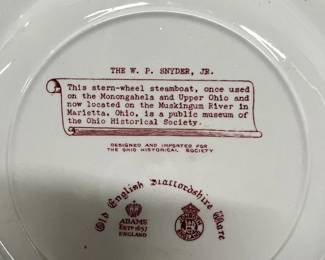 THE W. P. SNYDER, JR.
This stern-wheel steamboat, once used
on the Monongahela and Upper Ohio and
now located on the Muskingum River in
Marietta, Ohio, is a public museum of
the Ohio Historical Society.
DESIGNED AND IMPORTED FOR
THE OHIO HISTORICAL SOCIETY
Old English Staffordshire Ware
ADAMS
ESTD 1657
ENGLAND